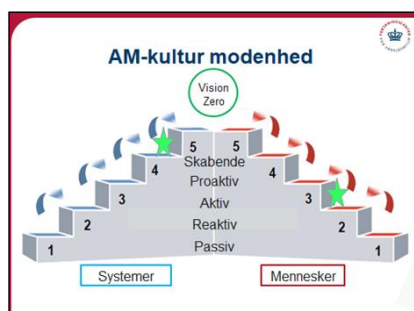 AM-kultur modenhed
Vision
Zero
5 5
Skabende
4 4
Proaktiv
3 3
Aktiv
2 2
Reaktiv
1 1
Passiv
Systemer Mennesker